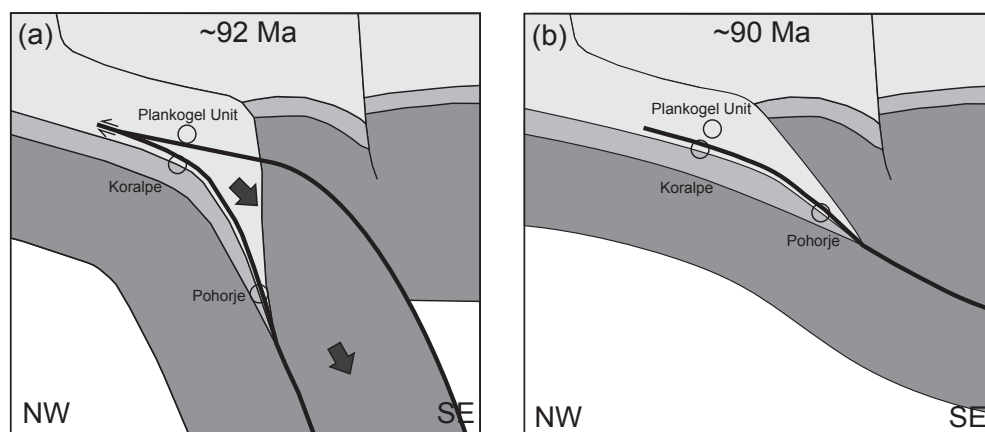 (a)
~92 Ma
Plankogel Unit
Koralpe
Pohorje
NW
SE
(b)
~90 Ma
Plankogel Unit
Koralpe
Pohorje
NW
SE